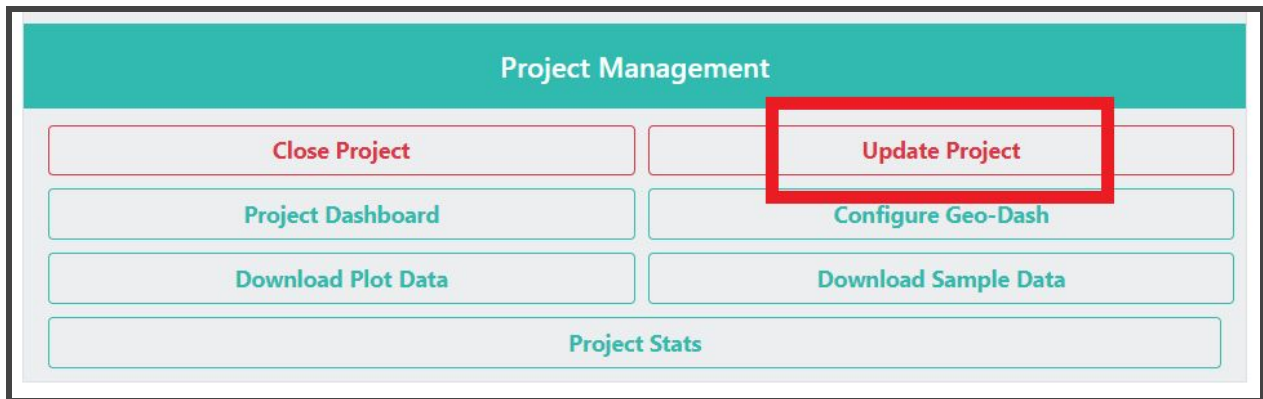 Project Management
Close Project
Update Project
Project Dashboard
Configure Geo-Dash
Download Plot Data
Download Sample Data
Project Stats